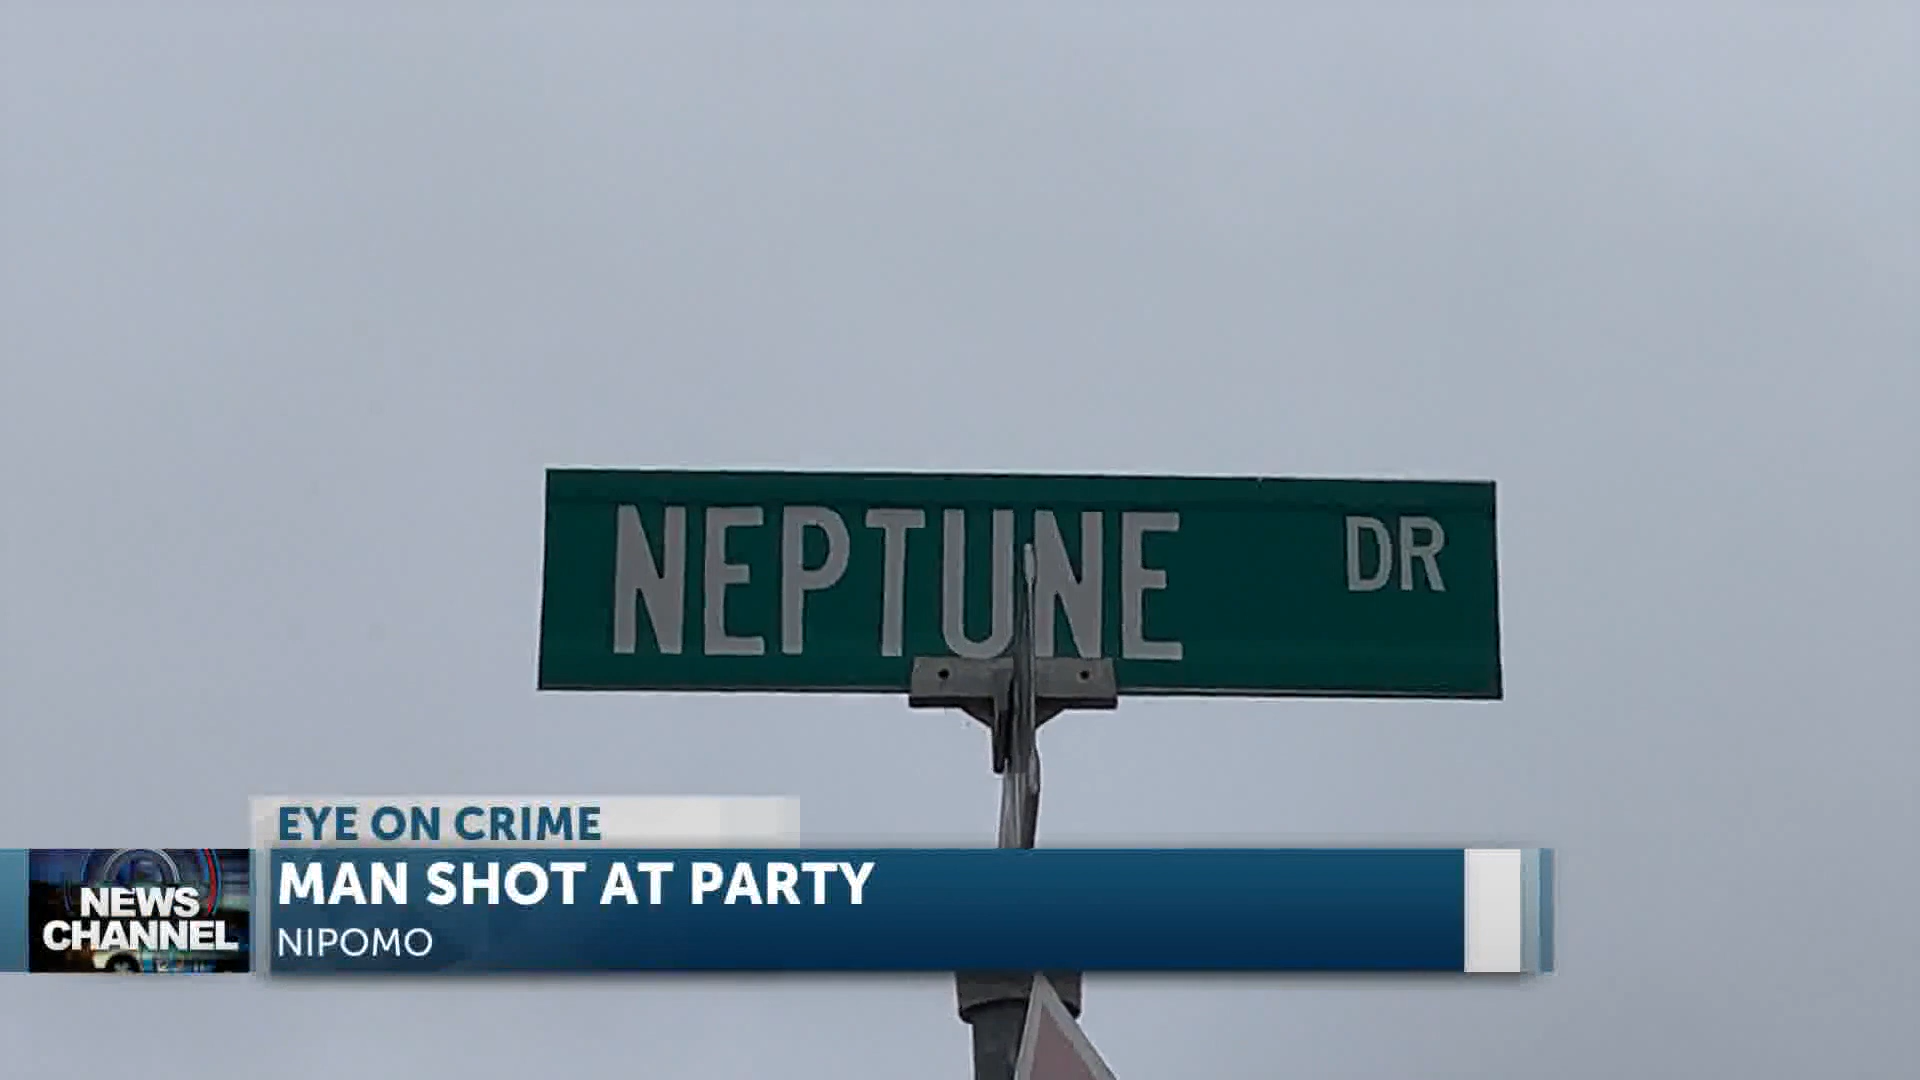 NEPTUNE DR
EYE ON CRIME
MAN SHOT AT PARTY
NIPOMO
NEWS
CHANNEL